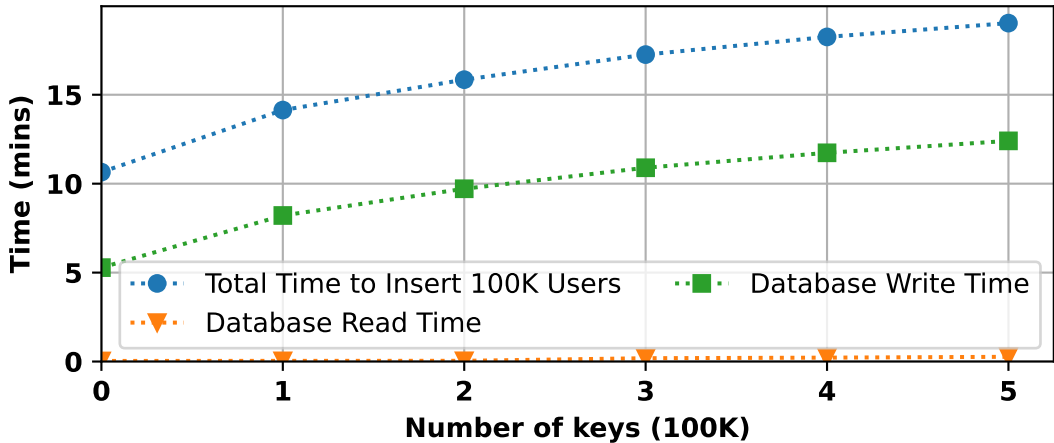 15
10
5
0
Time (mins)
Total Time to Insert 100K Users
Database Read Time
Database Write Time
0 1 2 3 4 5
Number of keys (100K)